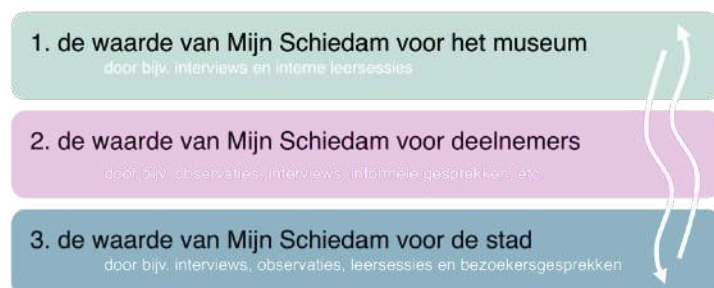 1. de waarde van Mijn Schiedam voor het museum
door bijv. interviews en interne leersessies
2. de waarde van Mijn Schiedam voor deelnemers
door bijv. observaties, interviews, informele gesprekken, etc.
3. de waarde van Mijn Schiedam voor de stad
door bijv. interviews, observaties, leersessies en bezoekersgesprekken